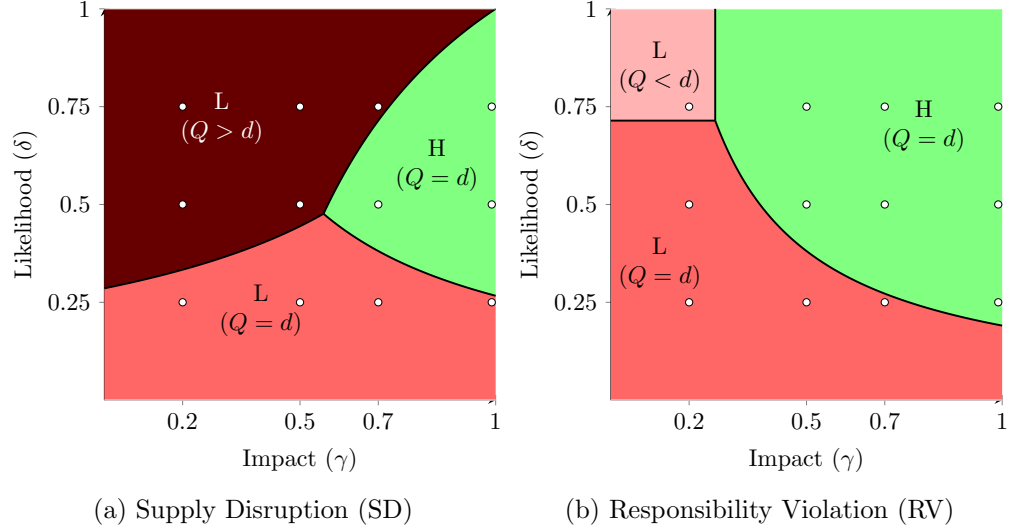 1
0.75
0.5
0.25
Likelihood (δ)
L
(Q > d)
H
(Q = d)
L
(Q = d)
0.2
0.5
0.7
1
Impact (γ)
(a) Supply Disruption (SD)
1
0.75
0.5
0.25
Likelihood (δ)
L
(Q < d)
H
(Q = d)
L
(Q = d)
0.2
0.5
0.7
1
Impact (γ)
(b) Responsibility Violation (RV)